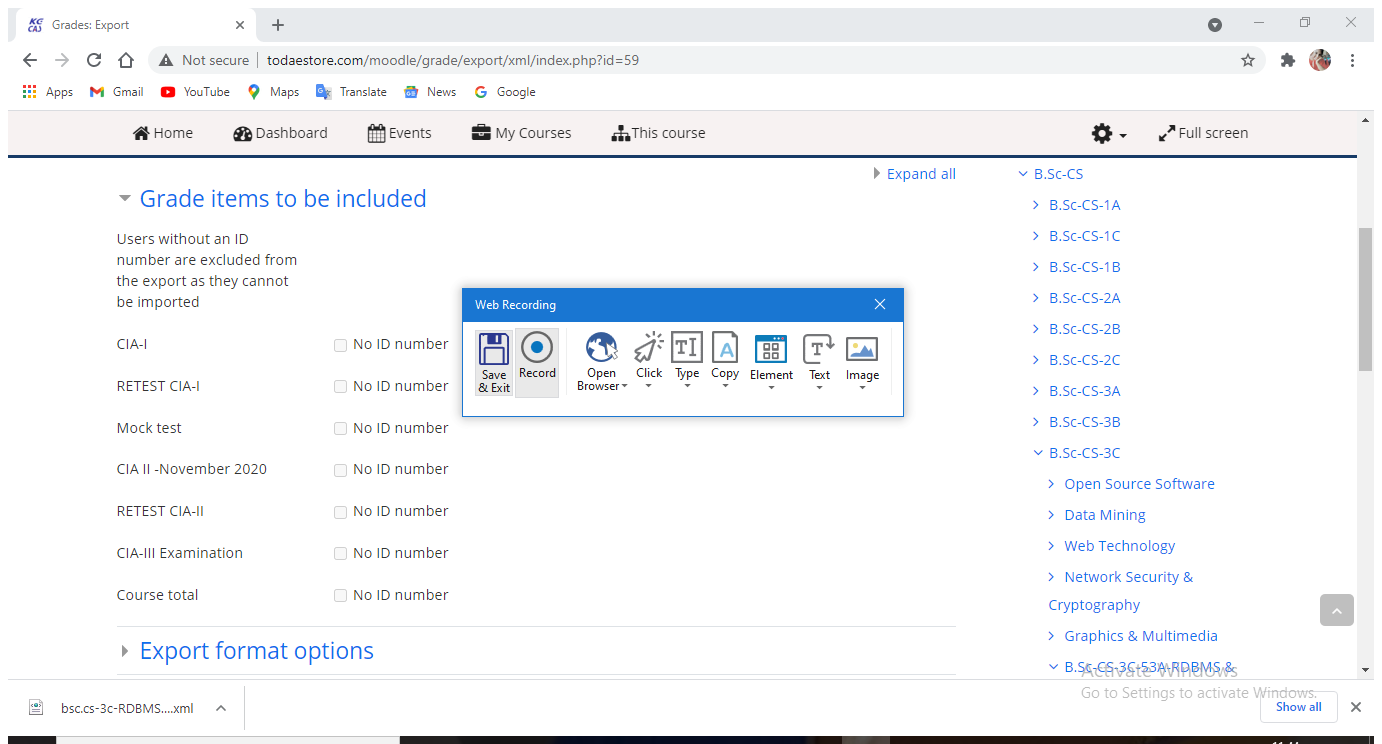 KG CAS Grades: Export
Not secure todaestore.com/moodle/grade/export/xml/index.php?id=59
Apps Gmail YouTube Maps Translate News Google
Home Dashboard Events My Courses This course Full screen
Expand all
Grade items to be included
Users without an ID
number are excluded from
the export as they cannot
be imported
CIA-I No ID number
RETEST CIA-I No ID number
Mock test No ID number
CIA II -November 2020 No ID number
RETEST CIA-II No ID number
CIA-III Examination No ID number
Course total No ID number
Export format options
Web Recording
Save & Exit
Record
Open Browser
Click
Type
Copy
Element
Text
Image
B.Sc-CS
B.Sc-CS-1A
B.Sc-CS-1C
B.Sc-CS-1B
B.Sc-CS-2A
B.Sc-CS-2B
B.Sc-CS-2C
B.Sc-CS-3A
B.Sc-CS-3B
B.Sc-CS-3C
Open Source Software
Data Mining
Web Technology
Network Security &
Cryptography
Graphics & Multimedia
B.Sc-CS-3C-53A-RDBMS &
Activate Windows
Go to Settings to activate Windows.
bsc.cs-3c-RDBMS....xml
Show all